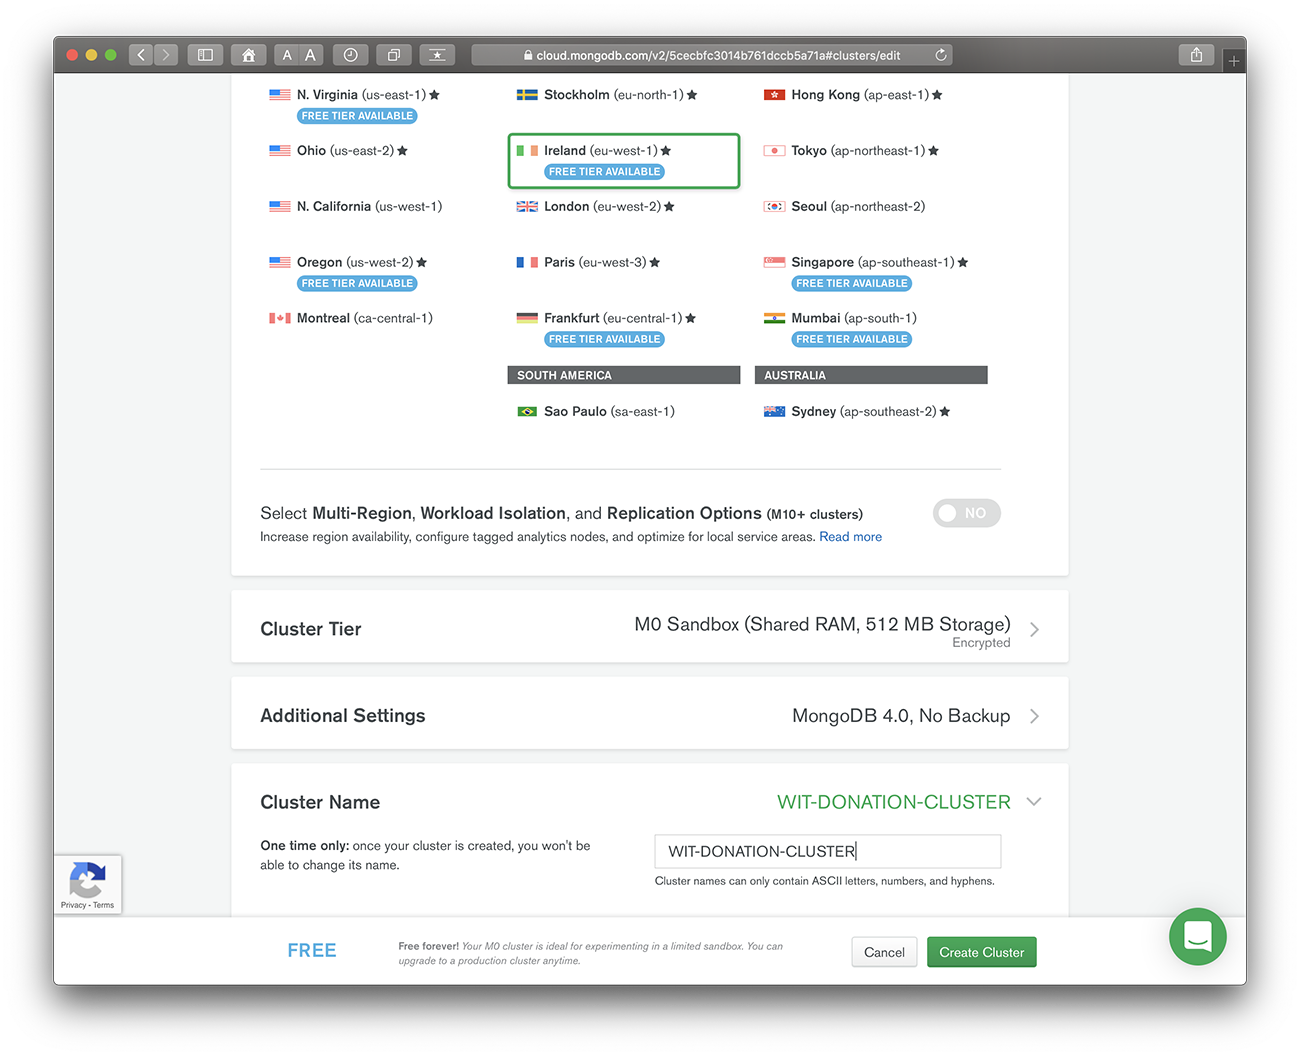 A A
cloud.mongodb.com/v2/5cecbfc3014b761dccb5a71a#clusters/edit
N. Virginia (us-east-1) ★
FREE TIER AVAILABLE
Ohio (us-east-2) ★
N. California (us-west-1)
Oregon (us-west-2) ★
FREE TIER AVAILABLE
Montreal (ca-central-1)
Stockholm (eu-north-1) ★
Ireland (eu-west-1) ★
FREE TIER AVAILABLE
London (eu-west-2) ★
Paris (eu-west-3) ★
Frankfurt (eu-central-1) ★
FREE TIER AVAILABLE
SOUTH AMERICA
Sao Paulo (sa-east-1)
Hong Kong (ap-east-1) ★
Tokyo (ap-northeast-1) ★
Seoul (ap-northeast-2)
Singapore (ap-southeast-1) ★
FREE TIER AVAILABLE
Mumbai (ap-south-1)
FREE TIER AVAILABLE
AUSTRALIA
Sydney (ap-southeast-2) ★
Select Multi-Region, Workload Isolation, and Replication Options (M10+ clusters)
NO
Increase region availability, configure tagged analytics nodes, and optimize for local service areas. Read more
Cluster Tier
M0 Sandbox (Shared RAM, 512 MB Storage)
Encrypted
Additional Settings
MongoDB 4.0, No Backup
Cluster Name
WIT-DONATION-CLUSTER
One time only: once your cluster is created, you won't be
able to change its name.
WIT-DONATION-CLUSTER
Cluster names can only contain ASCII letters, numbers, and hyphens.
Privacy - Terms
FREE
Free forever! Your M0 cluster is ideal for experimenting in a limited sandbox. You can
upgrade to a production cluster anytime.
Cancel
Create Cluster